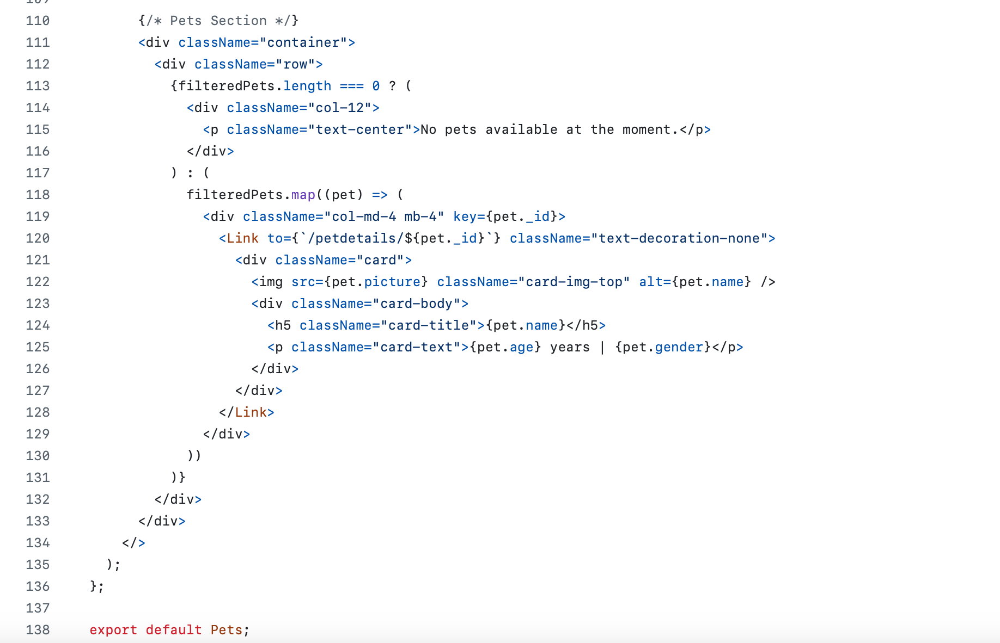 109
110 {/* Pets Section */}
111 <div className="container">
112 <div className="row">
113 {filteredPets.length === 0 ? (
114 <div className="col-12">
115 <p className="text-center">No pets available at the moment.</p>
116 </div>
117 ) : (
118 filteredPets.map((pet) => (
119 <div className="col-md-4 mb-4" key={pet._id}>
120 <Link to={`/petdetails/${pet._id}`} className="text-decoration-none">
121 <div className="card">
122 <img src={pet.picture} className="card-img-top" alt={pet.name} />
123 <div className="card-body">
124 <h5 className="card-title">{pet.name}</h5>
125 <p className="card-text">{pet.age} years | {pet.gender}</p>
126 </div>
127 </div>
128 </Link>
129 </div>
130 ))
131 )}
132 </div>
133 </div>
134 </>
135 );
136 };
137
138 export default Pets;